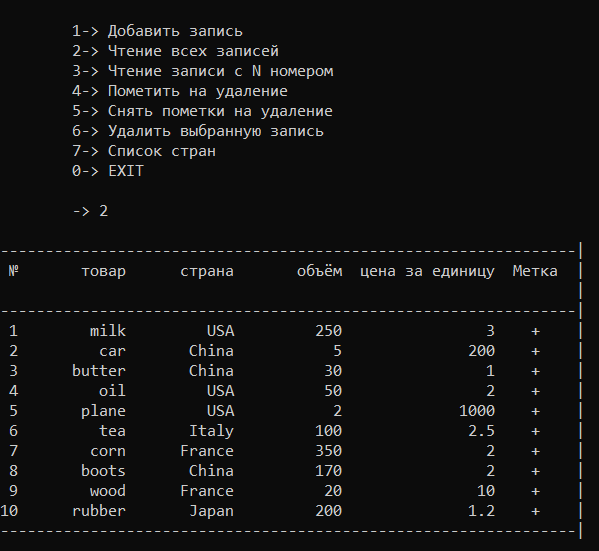 1-> Добавить запись
2-> Чтение всех записей
3-> Чтение записи с N номером
4-> Пометить на удаление
5-> Снять пометки на удаление
6-> Удалить выбранную запись
7-> Список стран
0-> EXIT
-> 2
----------------------------------------------------------------|
№ товар страна объём цена за единицу Метка |
|
----------------------------------------------------------------|
1 milk USA 250 3 + |
2 car China 5 200 + |
3 butter China 30 1 + |
4 oil USA 50 2 + |
5 plane USA 2 1000 + |
6 tea Italy 100 2.5 + |
7 corn France 350 2 + |
8 boots China 170 2 + |
9 wood France 20 10 + |
10 rubber Japan 200 1.2 + |
----------------------------------------------------------------|